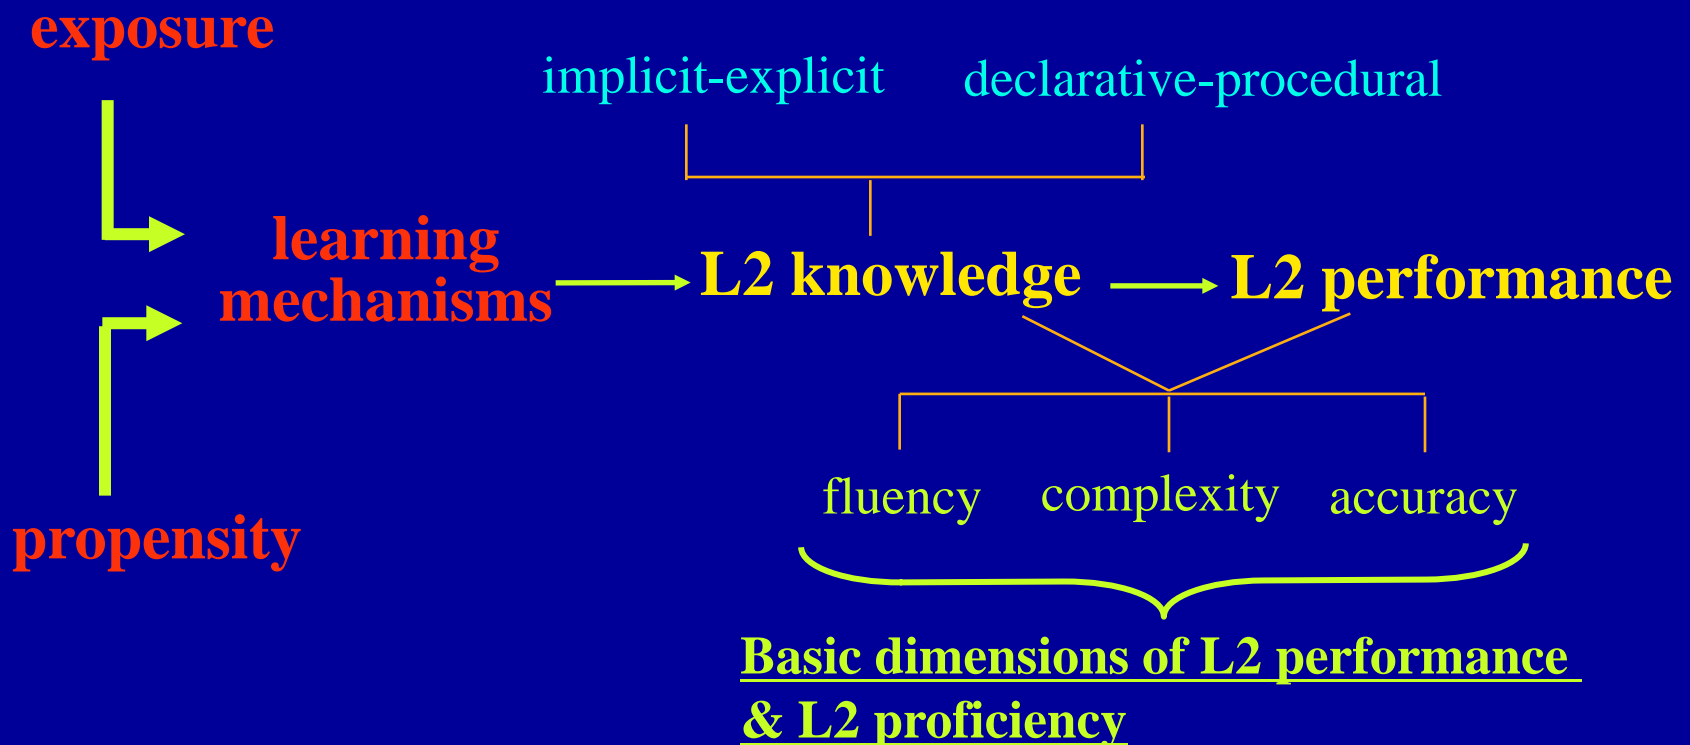 exposure
implicit-explicit
declarative-procedural
learning
mechanisms
L2 knowledge
L2 performance
fluency
complexity
accuracy
propensity
Basic dimensions of L2 performance
& L2 proficiency